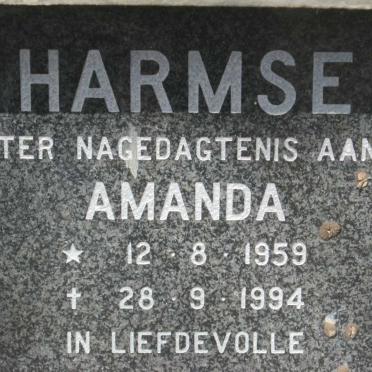 HARMSE
TER NAGEDAGTENIS AAN
AMANDA
★ 12 · 8 · 1959
✝ 28 · 9 · 1994
IN LIEFDEVOLLE